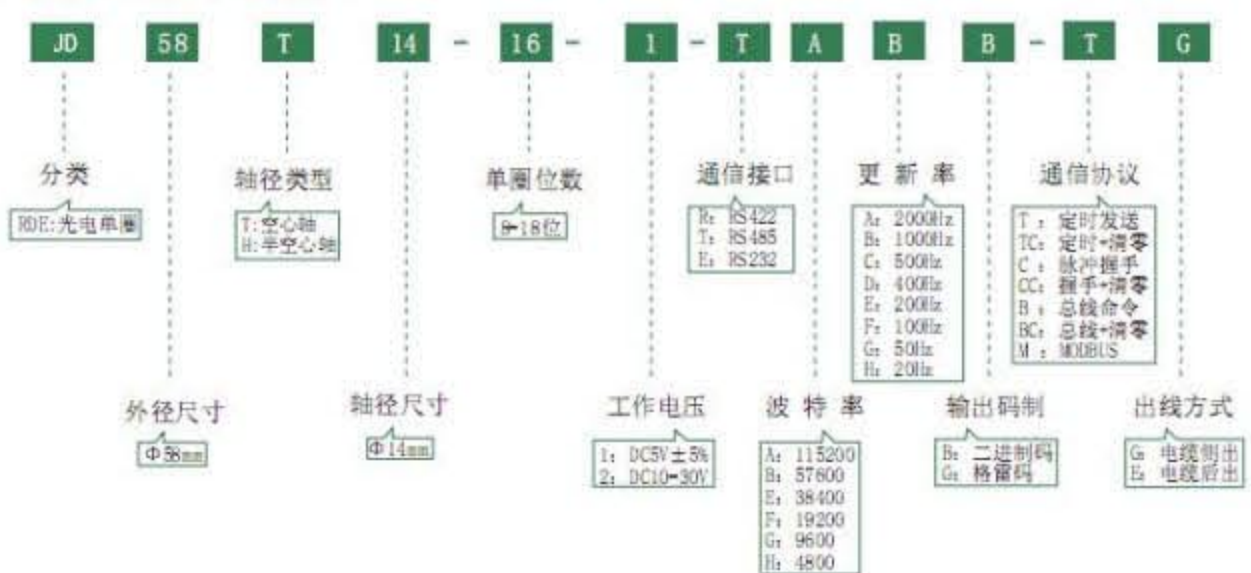 JD 58 T 14 - 16 - 1 - T A B B - T G
分类
RDE:光电单圈
轴径类型
T:空心轴
H:半空心轴
单圈位数
8-18位
通信接口
R: RS422
T: RS485
E: RS232
更新率
A: 2000Hz
B: 1000Hz
C: 500Hz
D: 400Hz
E: 200Hz
F: 100Hz
G: 50Hz
H: 20Hz
通信协议
T : 定时发送
TC: 定时+清零
C : 脉冲握手
CC: 握手+清零
B : 总线命令
BC: 总线+清零
M : MODBUS
外径尺寸
Φ58mm
轴径尺寸
Φ14mm
工作电压
1: DC5V±5%
2: DC10-30V
波特率
A: 115200
B: 57600
E: 38400
F: 19200
G: 9600
H: 4800
输出码制
B: 二进制码
G: 格雷码
出线方式
G: 电缆侧出
E: 电缆后出